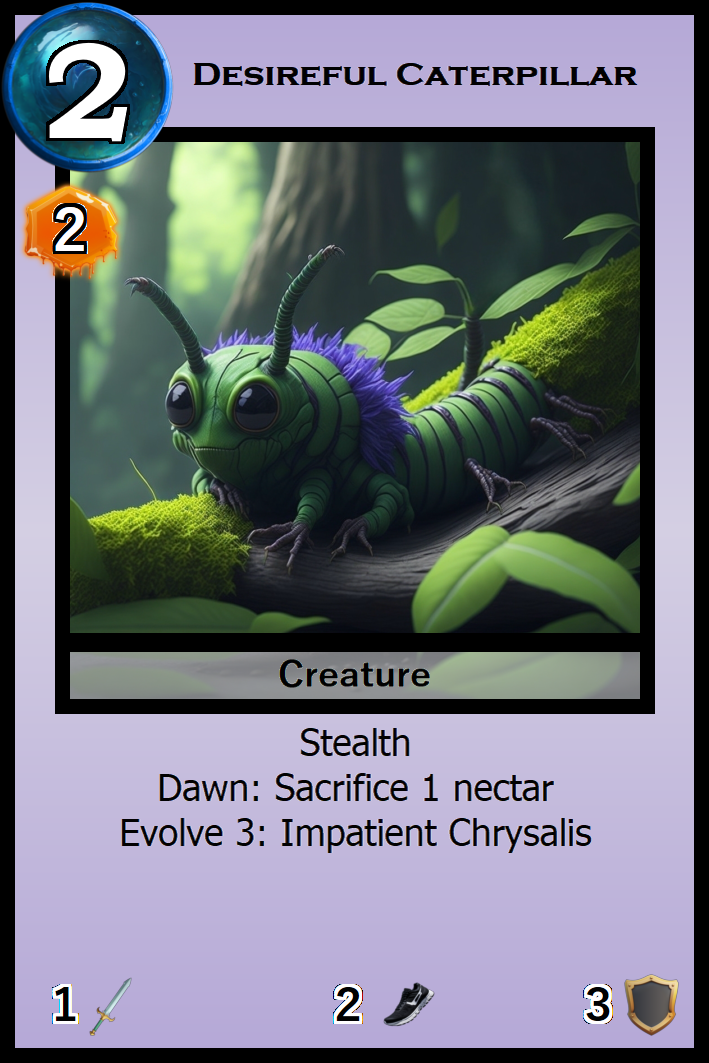 2
Desireful Caterpillar
2
Creature
Stealth
Dawn: Sacrifice 1 nectar
Evolve 3: Impatient Chrysalis
1 2 3